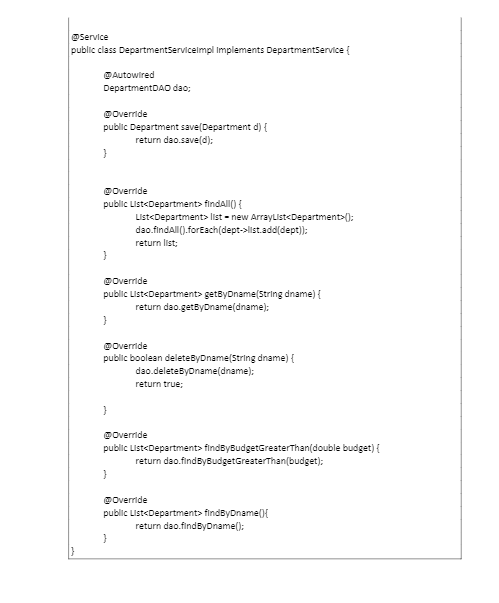 @Service
public class DepartmentServiceImpl implements DepartmentService {
@Autowired
DepartmentDAO dao;
@Override
public Department save(Department d) {
return dao.save(d);
}
@Override
public List<Department> findAll() {
List<Department> list = new ArrayList<Department>();
dao.findAll().forEach(dept->list.add(dept));
return list;
}
@Override
public List<Department> getByDname(String dname) {
return dao.getByDname(dname);
}
@Override
public boolean deleteByDname(String dname) {
dao.deleteByDname(dname);
return true;
}
@Override
public List<Department> findByBudgetGreaterThan(double budget) {
return dao.findByBudgetGreaterThan(budget);
}
@Override
public List<Department> findByDname(){
return dao.findByDname();
}
}